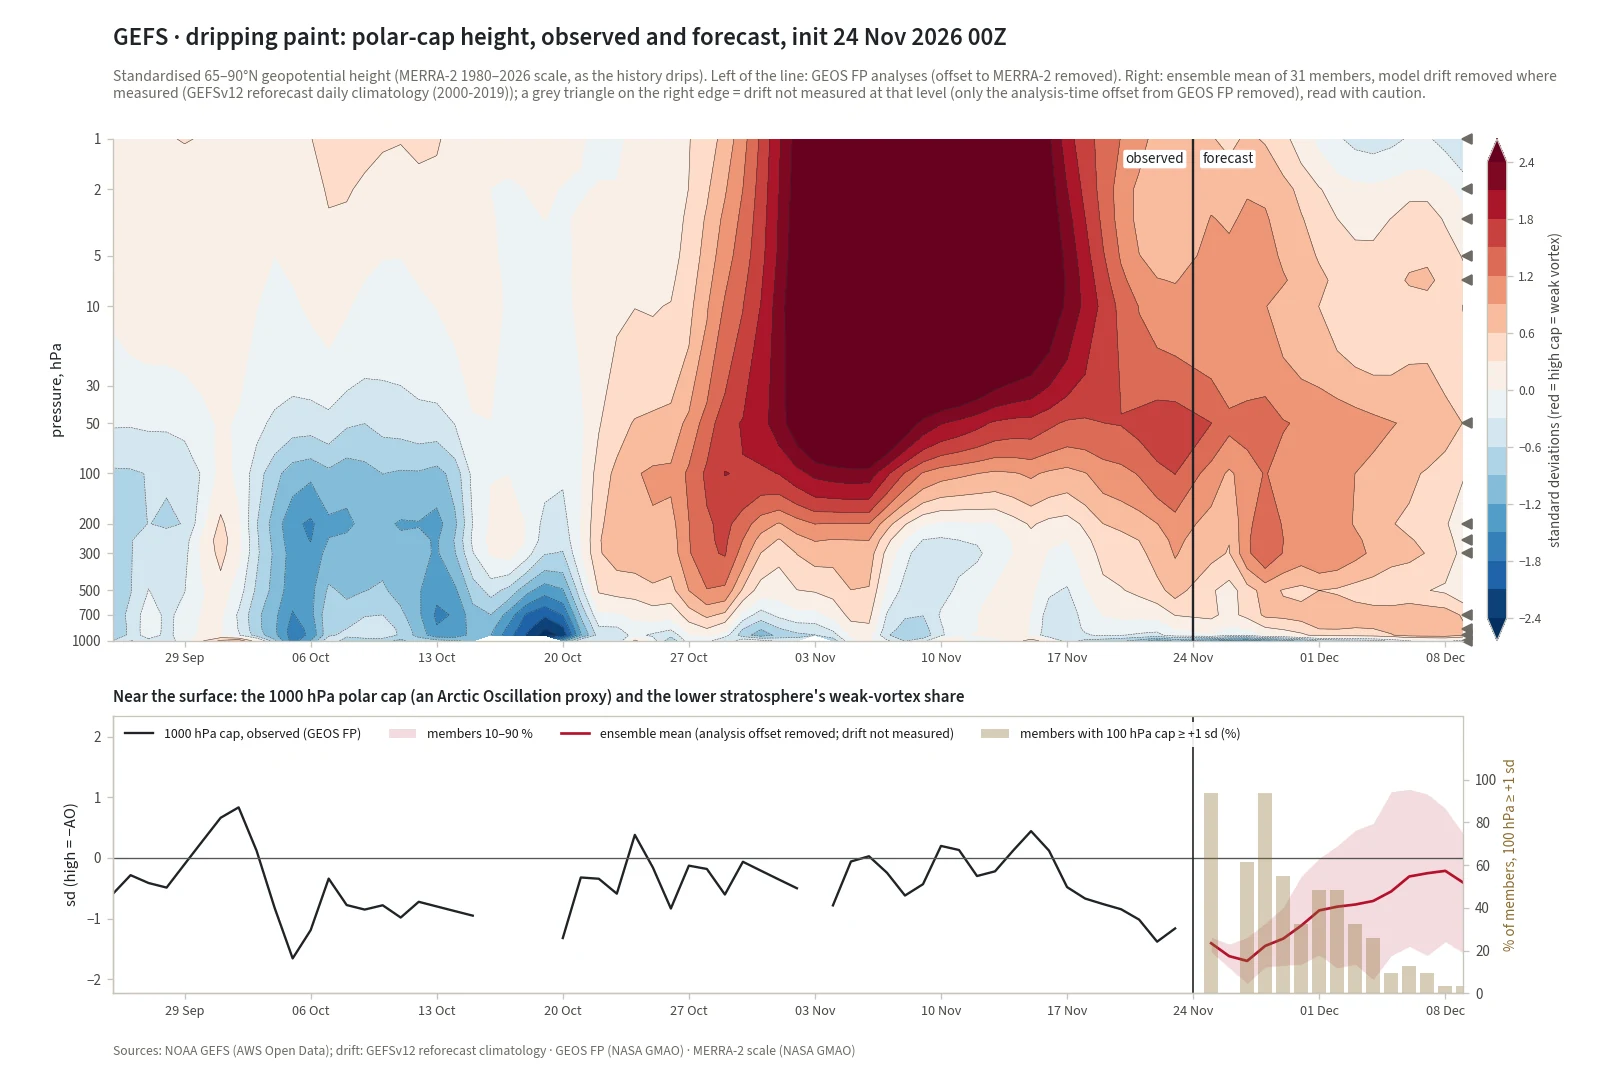 GEFS · dripping paint: polar-cap height, observed and forecast, init 24 Nov 2026 00Z
Standardised 65–90°N geopotential height (MERRA-2 1980–2026 scale, as the history drips). Left of the line: GEOS FP analyses (offset to MERRA-2 removed). Right: ensemble mean of 31 members, model drift removed where
measured (GEFSv12 reforecast daily climatology (2000-2019)); a grey triangle on the right edge = drift not measured at that level (only the analysis-time offset from GEOS FP removed), read with caution.
pressure, hPa
1
2
5
10
30
50
100
200
300
500
700
1000
observed
forecast
29 Sep
06 Oct
13 Oct
20 Oct
27 Oct
03 Nov
10 Nov
17 Nov
24 Nov
01 Dec
08 Dec
2.4
1.8
1.2
0.6
0.0
−0.6
−1.2
−1.8
−2.4
standard deviations (red = high cap = weak vortex)
Near the surface: the 1000 hPa polar cap (an Arctic Oscillation proxy) and the lower stratosphere's weak-vortex share
1000 hPa cap, observed (GEOS FP)
members 10–90 %
ensemble mean (analysis offset removed; drift not measured)
members with 100 hPa cap ≥ +1 sd (%)
sd (high = −AO)
2
1
0
−1
−2
100
80
60
40
20
0
% of members, 100 hPa ≥ +1 sd
29 Sep
06 Oct
13 Oct
20 Oct
27 Oct
03 Nov
10 Nov
17 Nov
24 Nov
01 Dec
08 Dec
Sources: NOAA GEFS (AWS Open Data); drift: GEFSv12 reforecast climatology · GEOS FP (NASA GMAO) · MERRA-2 scale (NASA GMAO)